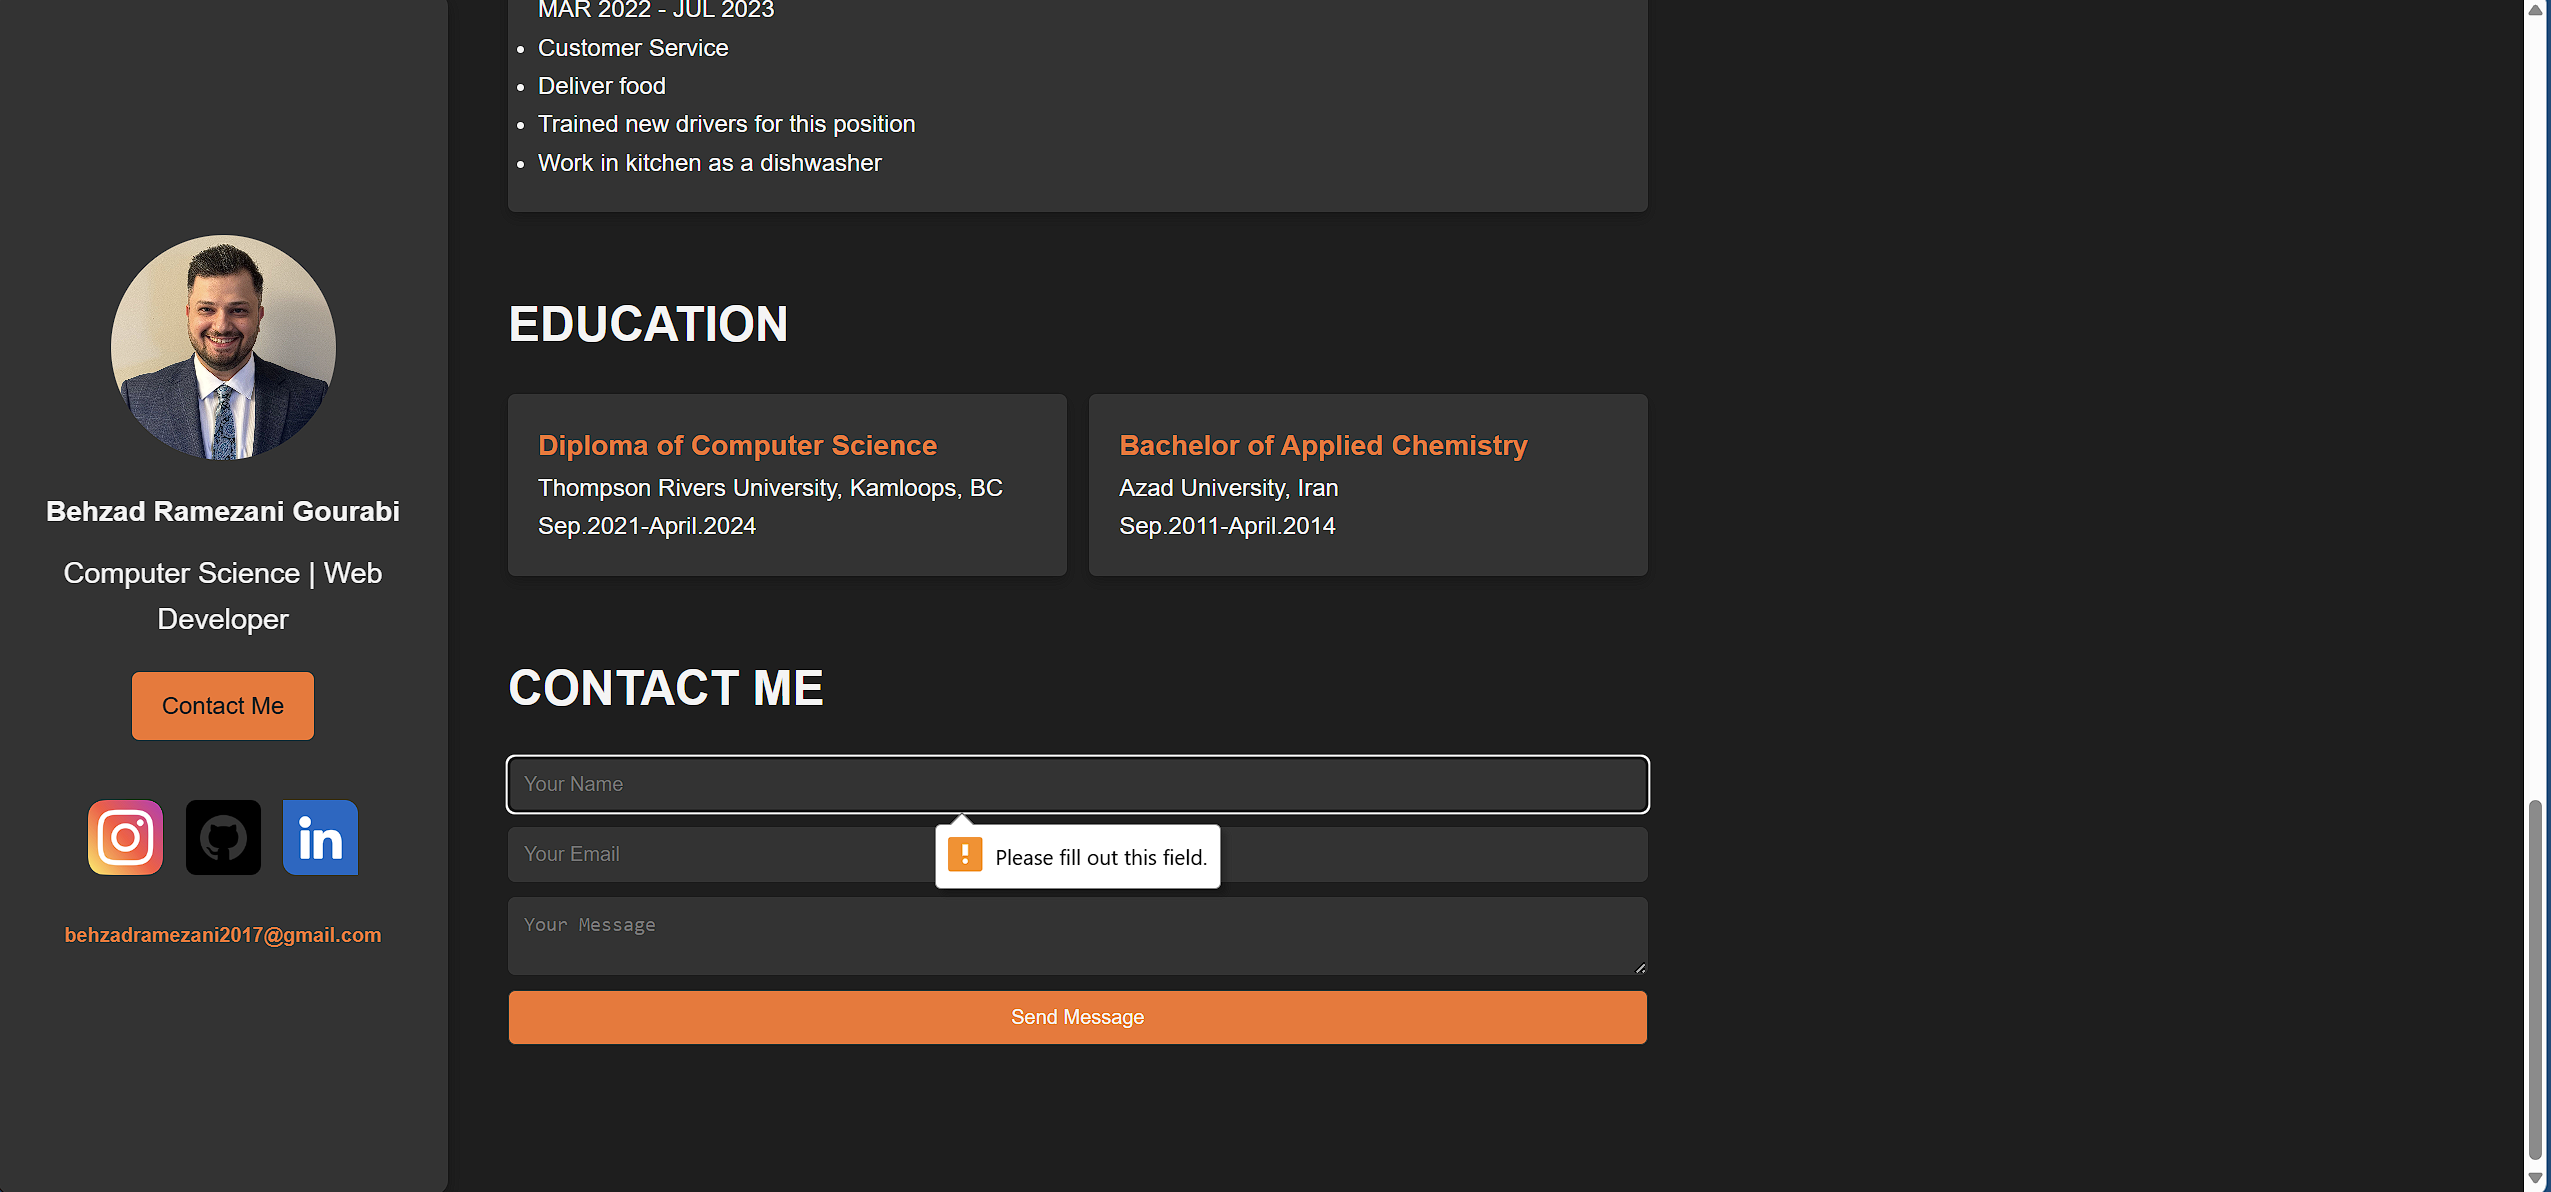 Behzad Ramezani Gourabi
Computer Science | Web
Developer
Contact Me
in
behzadramezani2017@gmail.com
MAR 2022 - JUL 2023
• Customer Service
• Deliver food
• Trained new drivers for this position
• Work in kitchen as a dishwasher
EDUCATION
Diploma of Computer Science
Thompson Rivers University, Kamloops, BC
Sep.2021-April.2024
Bachelor of Applied Chemistry
Azad University, Iran
Sep.2011-April.2014
CONTACT ME
Your Name
Your Email
Please fill out this field.
Your Message
Send Message